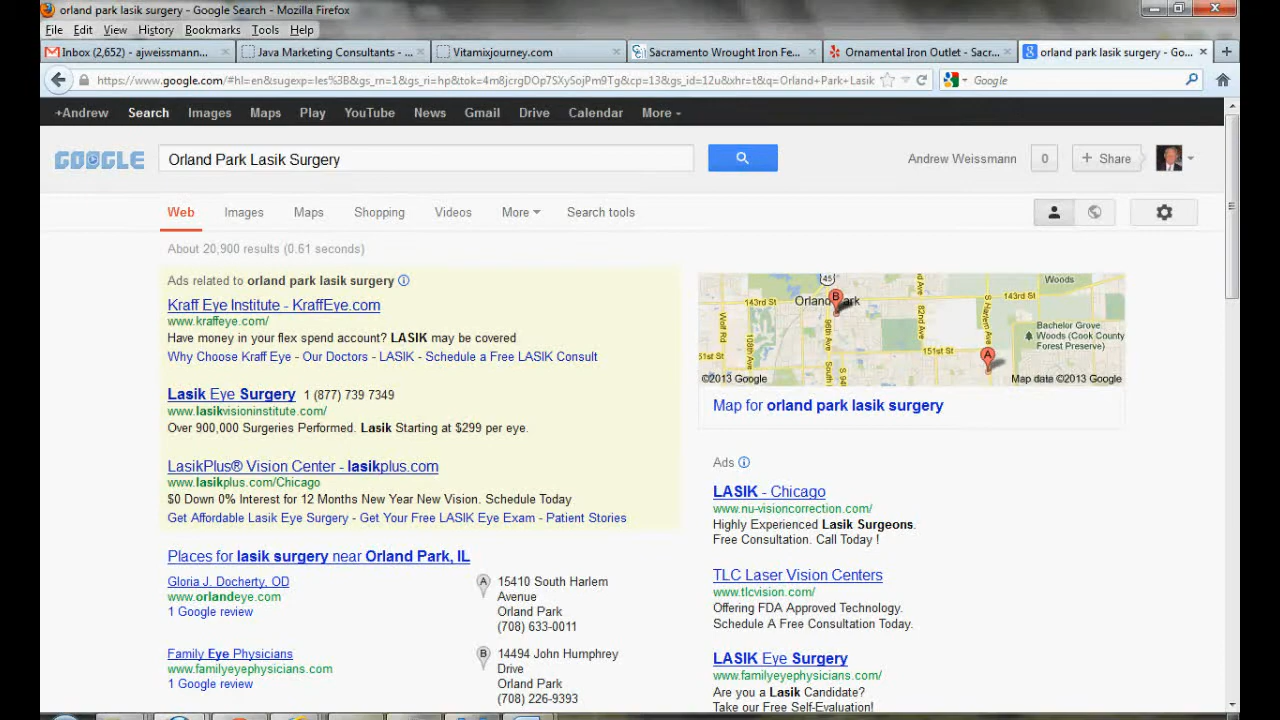 orland park lasik surgery - Google Search - Mozilla Firefox
File Edit View History Bookmarks Tools Help
Inbox (2,652) - ajweissmann... × Java Marketing Consultants - ... × Vitamixjourney.com × Sacramento Wrought Iron Fe... × Ornamental Iron Outlet - Sacr... × orland park lasik surgery - Go... ×
https://www.google.com/#hl=en&sugexp=les%3B&gs_rn=1&gs_ri=hp&tok=4m8jcrgDOp7SXySojPm9Tg&cp=13&gs_id=12u&xhr=t&q=Orland+Park+Lasik
Google
+Andrew Search Images Maps Play YouTube News Gmail Drive Calendar More
GOOGLE
Orland Park Lasik Surgery
Andrew Weissmann 0 + Share
Web Images Maps Shopping Videos More Search tools
About 20,900 results (0.61 seconds)
Ads related to orland park lasik surgery
Kraff Eye Institute - KraffEye.com
www.kraffeye.com/
Have money in your flex spend account? LASIK may be covered
Why Choose Kraff Eye - Our Doctors - LASIK - Schedule a Free LASIK Consult
Lasik Eye Surgery 1 (877) 739 7349
www.lasikvisioninstitute.com/
Over 900,000 Surgeries Performed. Lasik Starting at $299 per eye.
LasikPlus® Vision Center - lasikplus.com
www.lasikplus.com/Chicago
$0 Down 0% Interest for 12 Months New Year New Vision. Schedule Today
Get Affordable Lasik Eye Surgery - Get Your Free LASIK Eye Exam - Patient Stories
Places for lasik surgery near Orland Park, IL
Gloria J. Docherty, OD
www.orlandeye.com
1 Google review
A
15410 South Harlem
Avenue
Orland Park
(708) 633-0011
Family Eye Physicians
www.familyeyephysicians.com
1 Google review
B
14494 John Humphrey
Drive
Orland Park
(708) 226-9393
45
Woods
143rd St
Orland Park
B
143rd St
Wolf Rd
108th Ave
96th Ave
82nd Ave
S Harlem Ave
Bachelor Grove
Woods (Cook County
Forest Preserve)
151st St
151st St
A
©2013 Google
Map data ©2013 Google
Map for orland park lasik surgery
Ads
LASIK - Chicago
www.nu-visioncorrection.com/
Highly Experienced Lasik Surgeons.
Free Consultation. Call Today !
TLC Laser Vision Centers
www.tlcvision.com/
Offering FDA Approved Technology.
Schedule A Free Consultation Today.
LASIK Eye Surgery
www.familyeyephysicians.com/
Are you a Lasik Candidate?
Take our Free Self-Evaluation!